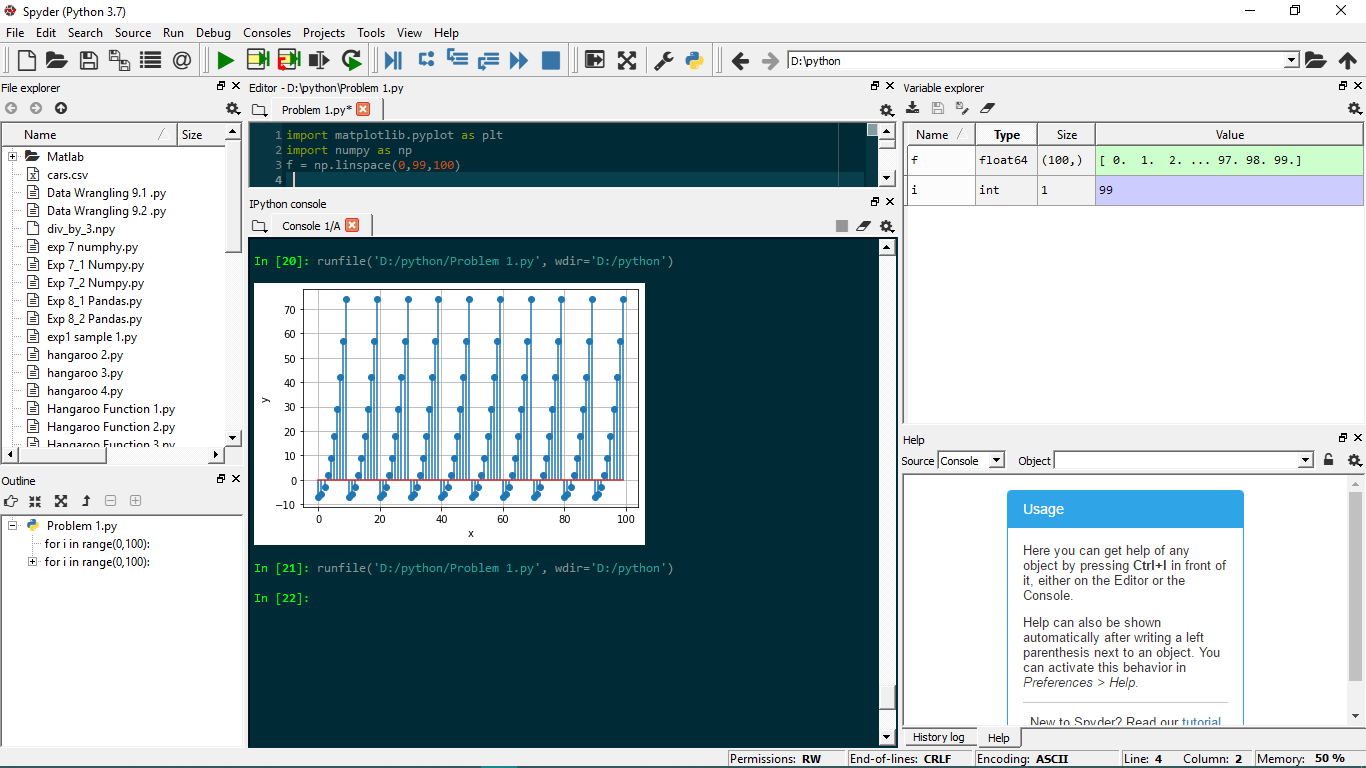 Spyder (Python 3.7)
File Edit Search Source Run Debug Consoles Projects Tools View Help
D:\python
File explorer
Name Size
Matlab
cars.csv
Data Wrangling 9.1 .py
Data Wrangling 9.2 .py
div_by_3.npy
exp 7 numphy.py
Exp 7_1 Numpy.py
Exp 7_2 Numpy.py
Exp 8_1 Pandas.py
Exp 8_2 Pandas.py
exp1 sample 1.py
hangaroo 2.py
hangaroo 3.py
hangaroo 4.py
Hangaroo Function 1.py
Hangaroo Function 2.py
Hangaroo Function 3.py
Outline
Problem 1.py
for i in range(0,100):
for i in range(0,100):
Editor - D:\python\Problem 1.py
Problem 1.py*
1 import matplotlib.pyplot as plt
2 import numpy as np
3 f = np.linspace(0,99,100)
4
IPython console
Console 1/A
In [20]: runfile('D:/python/Problem 1.py', wdir='D:/python')
70
60
50
40
30
20
10
0
−10
y
0 20 40 60 80 100
x
In [21]: runfile('D:/python/Problem 1.py', wdir='D:/python')
In [22]:
Variable explorer
Name Type Size Value
f float64 (100,) [ 0. 1. 2. ... 97. 98. 99.]
i int 1 99
Help
Source Console Object
Usage
Here you can get help of any
object by pressing Ctrl+I in front of
it, either on the Editor or the
Console.
Help can also be shown
automatically after writing a left
parenthesis next to an object. You
can activate this behavior in
Preferences > Help.
New to Spyder? Read our tutorial
History log Help
Permissions: RW End-of-lines: CRLF Encoding: ASCII Line: 4 Column: 2 Memory: 50 %